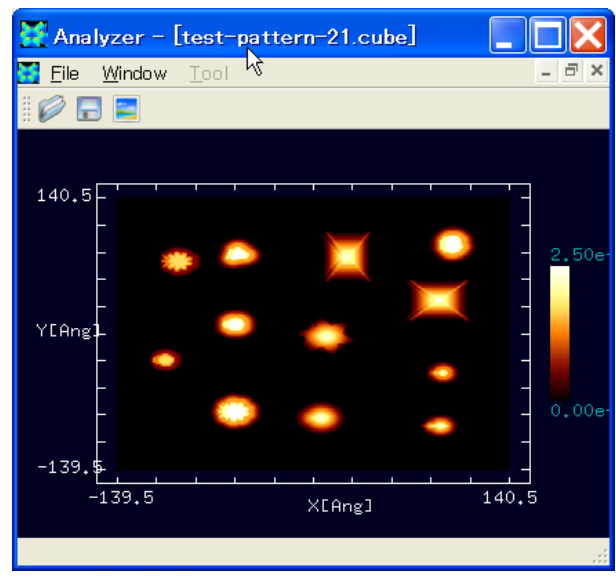 Analyzer - [test-pattern-21.cube]
File Window Tool
140.5
2.50e-
Y[Ang]
0.00e-
-139.5
-139.5 X[Ang] 140.5